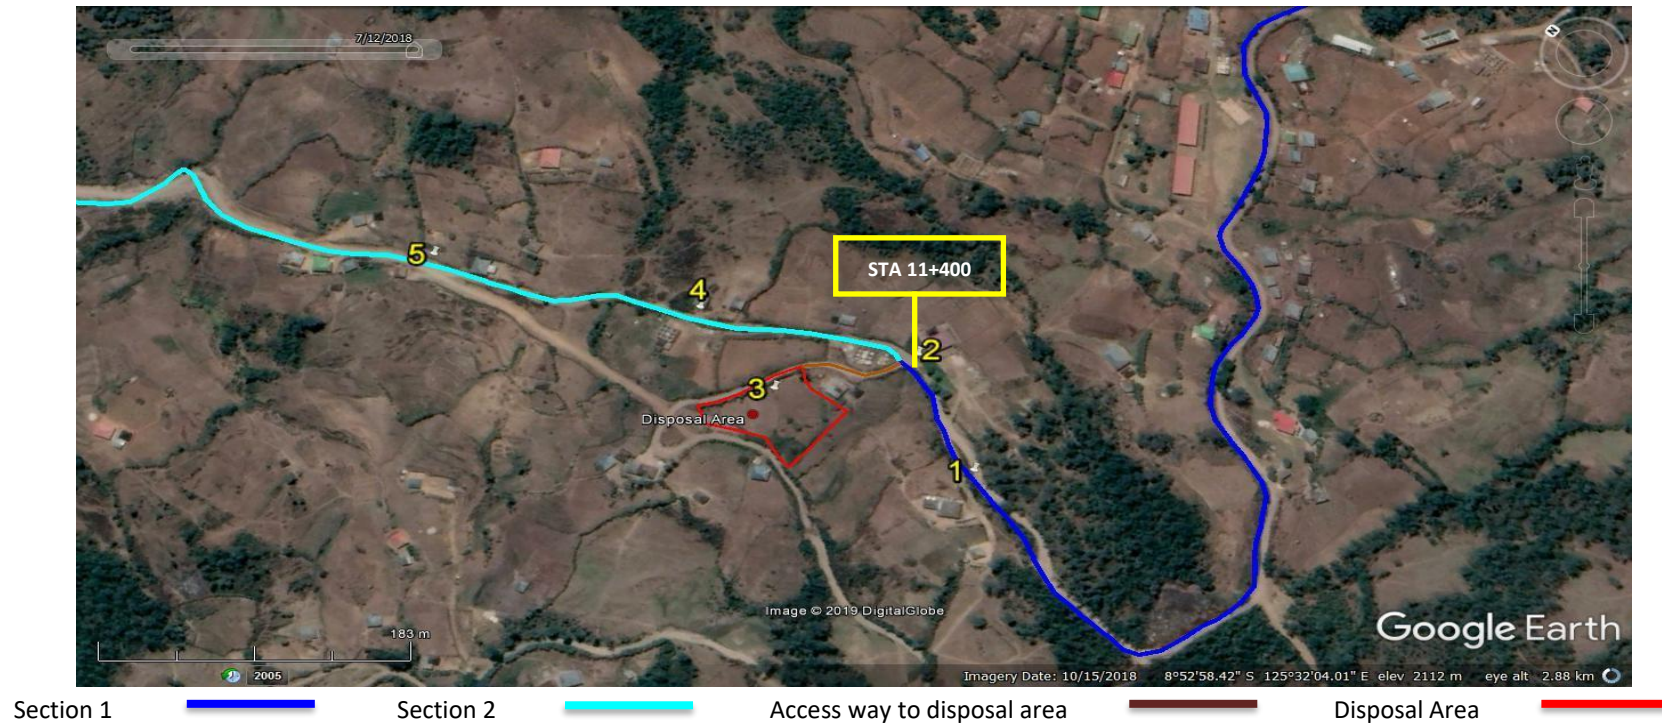 7/12/2018
N
5
4
STA 11+400
2
3
Disposal Area
1
Image © 2019 DigitalGlobe
183 m
Google Earth
2005
Imagery Date: 10/15/2018 8°52'58.42" S 125°32'04.01" E elev 2112 m eye alt 2.88 km
Section 1 Section 2 Access way to disposal area Disposal Area